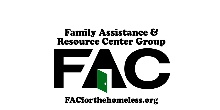 Family Assistance &
Resource Center Group
FAC
FACforthehomeless.org